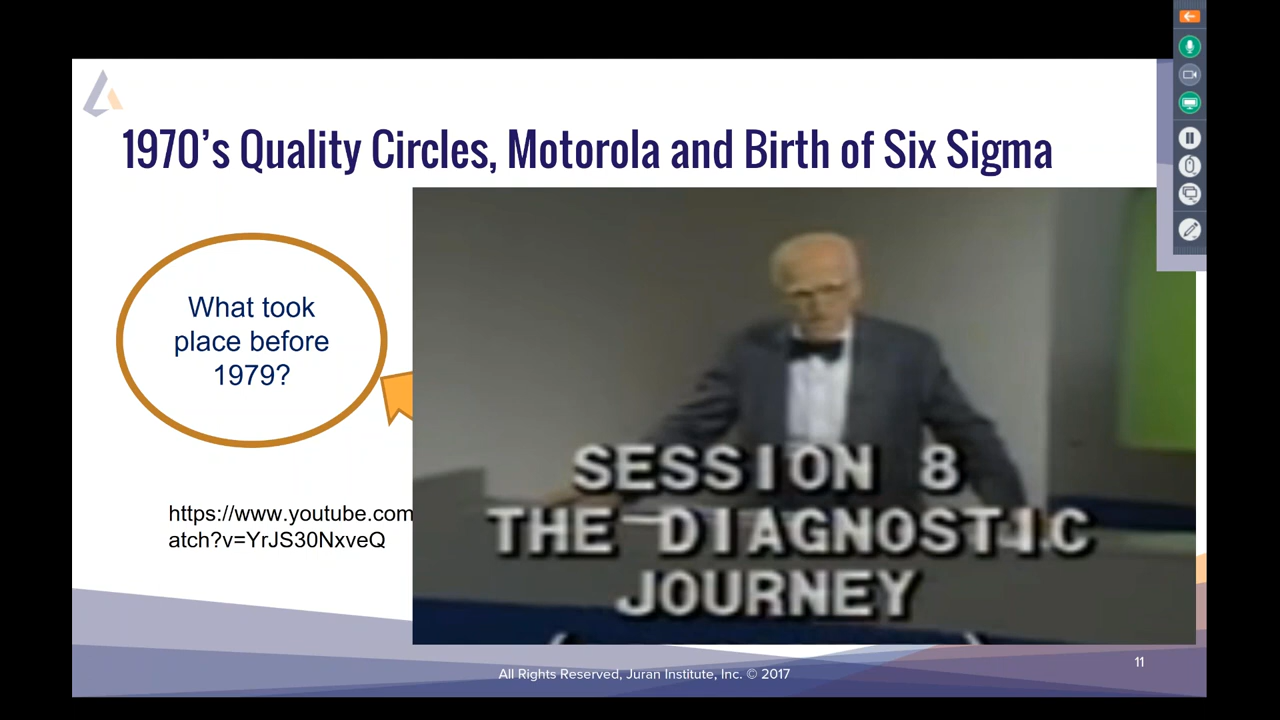 1970's Quality Circles, Motorola and Birth of Six Sigma
What took
place before
1979?
https://www.youtube.com
atch?v=YrJS30NxveQ
SESSION 8
THE DIAGNOSTIC
JOURNEY
All Rights Reserved, Juran Institute, Inc. © 2017
11